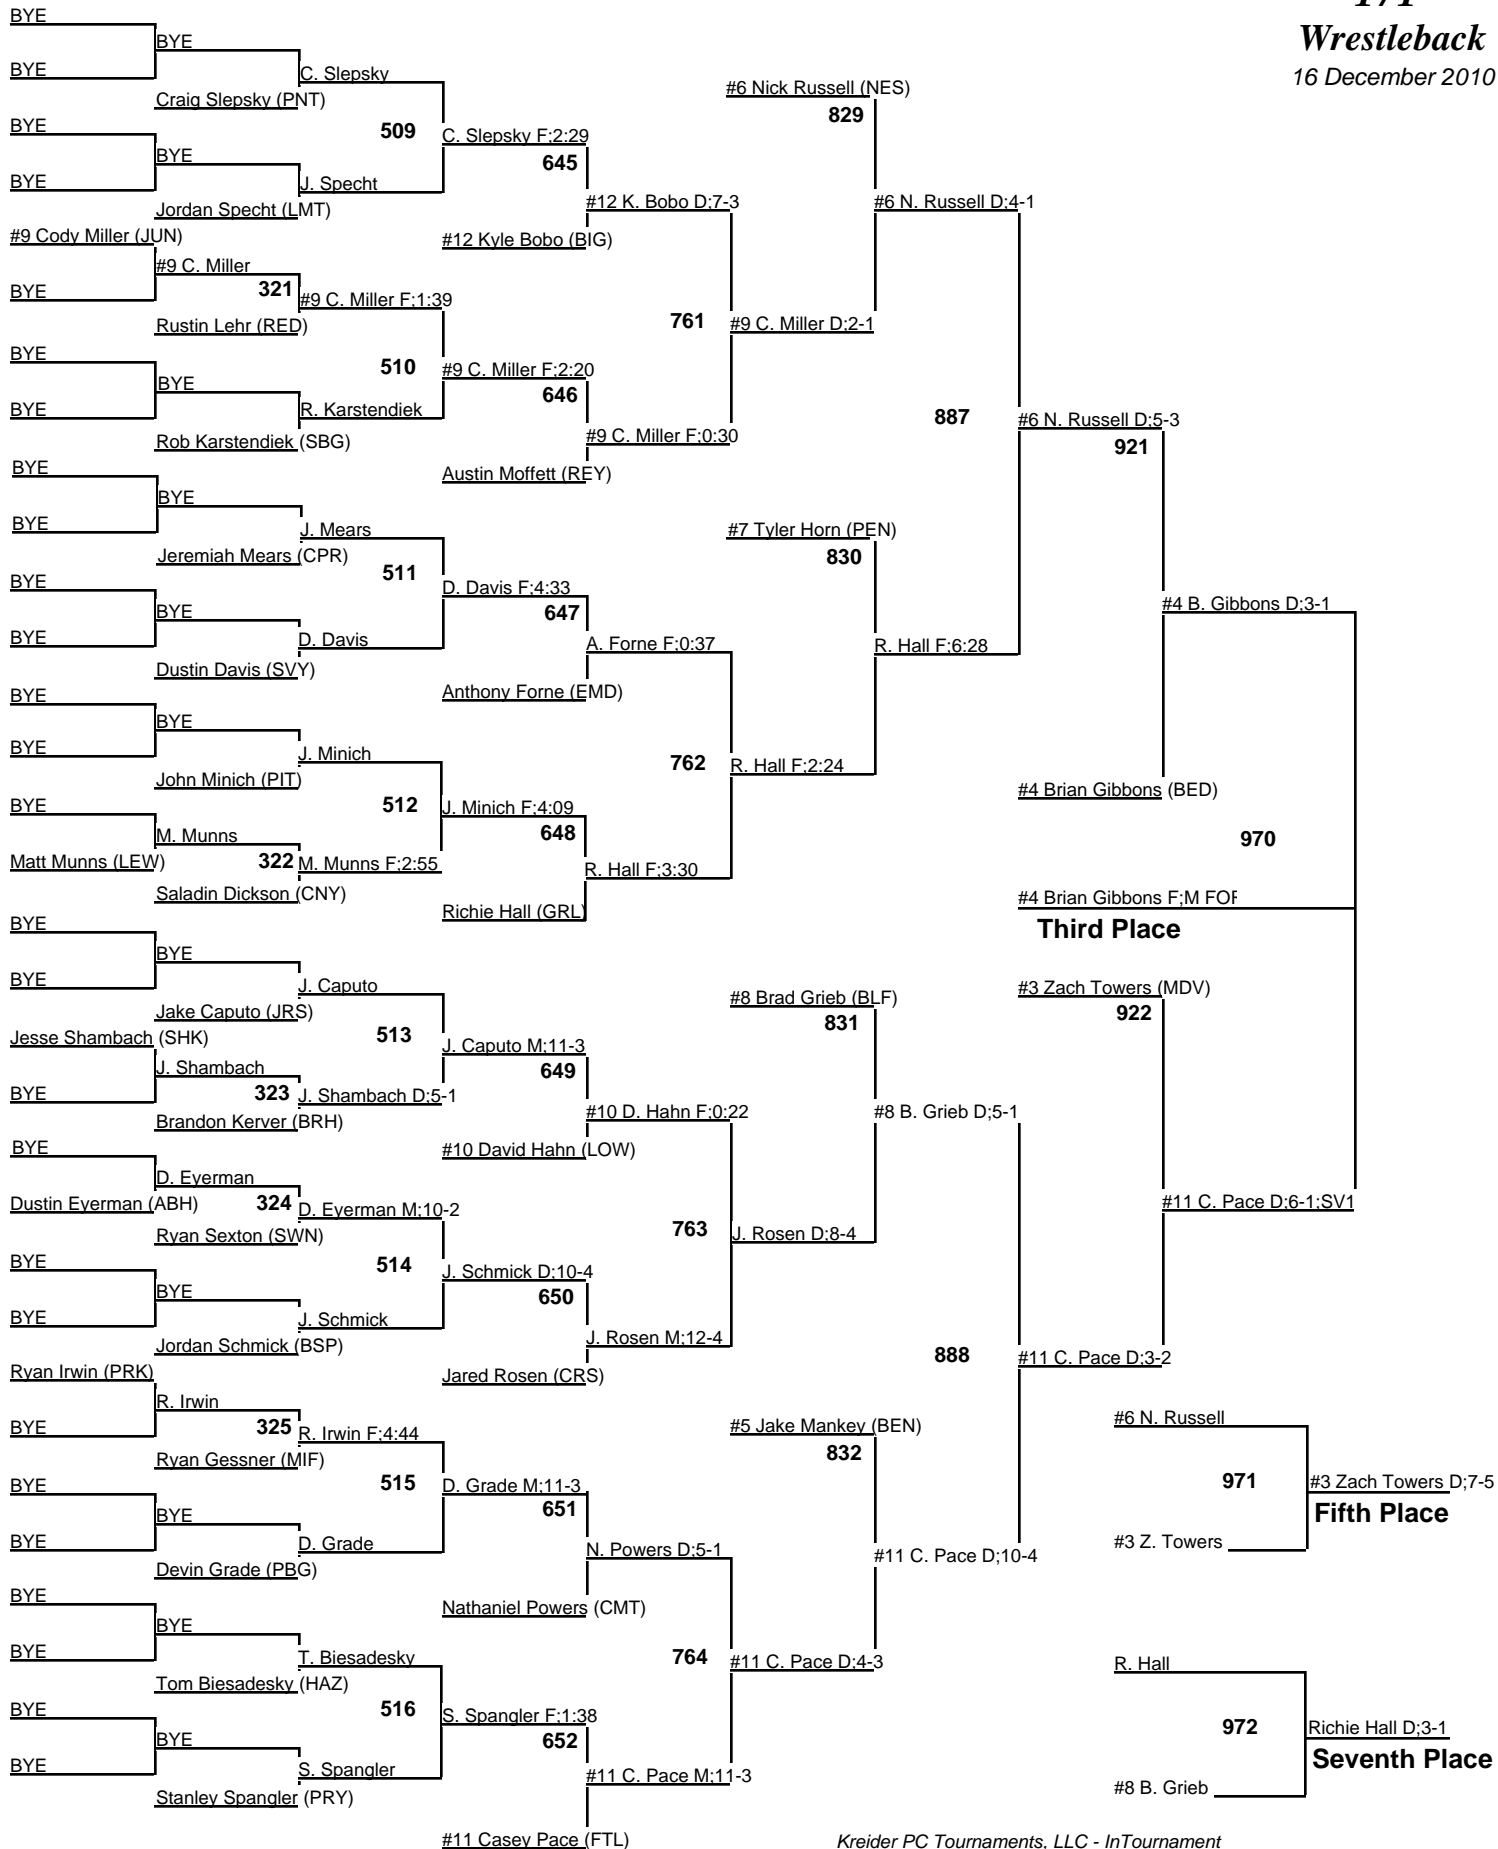 Wrestleback
16 December 2010
BYE
BYE
BYE
C. Slepsky
Craig Slepsky (PNT)
509
C. Slepsky F;2:29
645
BYE
BYE
BYE
J. Specht
Jordan Specht (LMT)
#12 K. Bobo D;7-3
#12 Kyle Bobo (BIG)
#9 Cody Miller (JUN)
#9 C. Miller
BYE
321
#9 C. Miller F;1:39
Rustin Lehr (RED)
510
#9 C. Miller F;2:20
646
BYE
BYE
BYE
R. Karstendiek
Rob Karstendiek (SBG)
#9 C. Miller F;0:30
Austin Moffett (REY)
761
#9 C. Miller D;2-1
#6 Nick Russell (NES)
829
#6 N. Russell D;4-1
887
#6 N. Russell D;5-3
921
BYE
BYE
BYE
J. Mears
Jeremiah Mears (CPR)
511
D. Davis F;4:33
647
BYE
BYE
BYE
D. Davis
Dustin Davis (SVY)
A. Forne F;0:37
Anthony Forne (EMD)
#7 Tyler Horn (PEN)
830
R. Hall F;6:28
#4 B. Gibbons D;3-1
BYE
BYE
BYE
J. Minich
John Minich (PIT)
762
R. Hall F;2:24
512
J. Minich F;4:09
648
BYE
M. Munns
Matt Munns (LEW)
322
M. Munns F;2:55
Saladin Dickson (CNY)
R. Hall F;3:30
Richie Hall (GRL)
#4 Brian Gibbons (BED)
970
#4 Brian Gibbons F;M FOF
Third Place
BYE
BYE
BYE
J. Caputo
Jake Caputo (JRS)
513
J. Caputo M;11-3
649
Jesse Shambach (SHK)
J. Shambach
BYE
323
J. Shambach D;5-1
Brandon Kerver (BRH)
#10 D. Hahn F;0:22
#10 David Hahn (LOW)
#8 Brad Grieb (BLF)
831
#8 B. Grieb D;5-1
#3 Zach Towers (MDV)
922
#11 C. Pace D;6-1;SV1
BYE
D. Eyerman
Dustin Eyerman (ABH)
324
D. Eyerman M;10-2
Ryan Sexton (SWN)
763
J. Rosen D;8-4
514
J. Schmick D;10-4
650
BYE
BYE
BYE
J. Schmick
Jordan Schmick (BSP)
J. Rosen M;12-4
Jared Rosen (CRS)
888
#11 C. Pace D;3-2
Ryan Irwin (PRK)
R. Irwin
BYE
325
R. Irwin F;4:44
Ryan Gessner (MIF)
#5 Jake Mankey (BEN)
832
515
D. Grade M;11-3
651
BYE
BYE
BYE
D. Grade
Devin Grade (PBG)
N. Powers D;5-1
Nathaniel Powers (CMT)
#11 C. Pace D;10-4
#6 N. Russell
971
#3 Zach Towers D;7-5
Fifth Place
#3 Z. Towers
BYE
BYE
BYE
T. Biesadesky
Tom Biesadesky (HAZ)
764
#11 C. Pace D;4-3
516
S. Spangler F;1:38
652
BYE
BYE
BYE
S. Spangler
Stanley Spangler (PRY)
#11 C. Pace M;11-3
#11 Casey Pace (FTL)
R. Hall
972
Richie Hall D;3-1
Seventh Place
#8 B. Grieb
Kreider PC Tournaments, LLC - InTournament